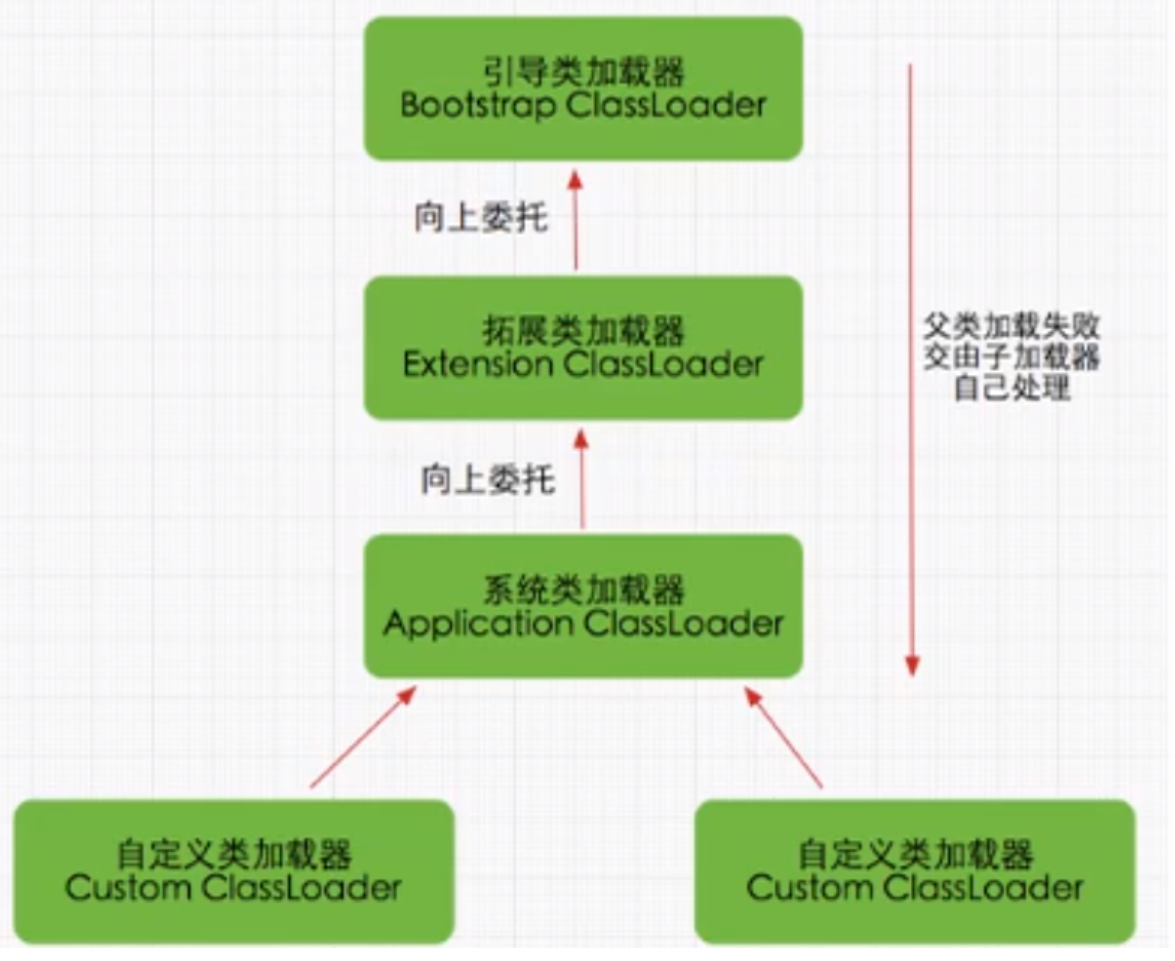 引导类加载器
Bootstrap ClassLoader
向上委托
拓展类加载器
Extension ClassLoader
父类加载失败
交由子加载器
自己处理
向上委托
系统类加载器
Application ClassLoader
自定义类加载器
Custom ClassLoader
自定义类加载器
Custom ClassLoader